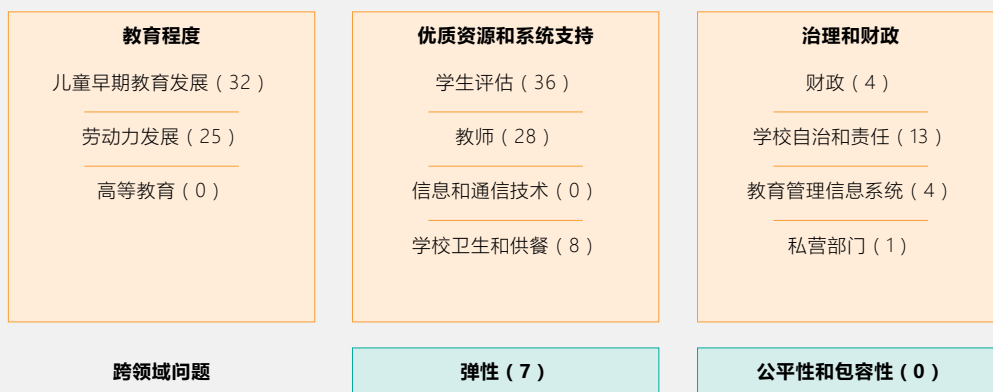 教育程度
儿童早期教育发展（32）
劳动力发展（25）
高等教育（0）
优质资源和系统支持
学生评估（36）
教师（28）
信息和通信技术（0）
学校卫生和供餐（8）
治理和财政
财政（4）
学校自治和责任（13）
教育管理信息系统（4）
私营部门（1）
跨领域问题
弹性（7）
公平性和包容性（0）